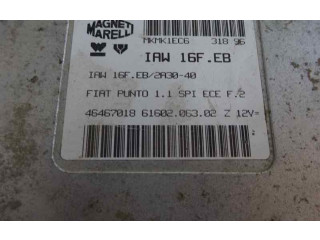 MAGNETI
MARELLI
MKMK1EC6 318 96
IAW 16F.EB
IAW 16F.EB/2A30-40
FIAT PUNTO 1.1 SPI ECE F.2
46467018 61602.063.02 Z 12V=